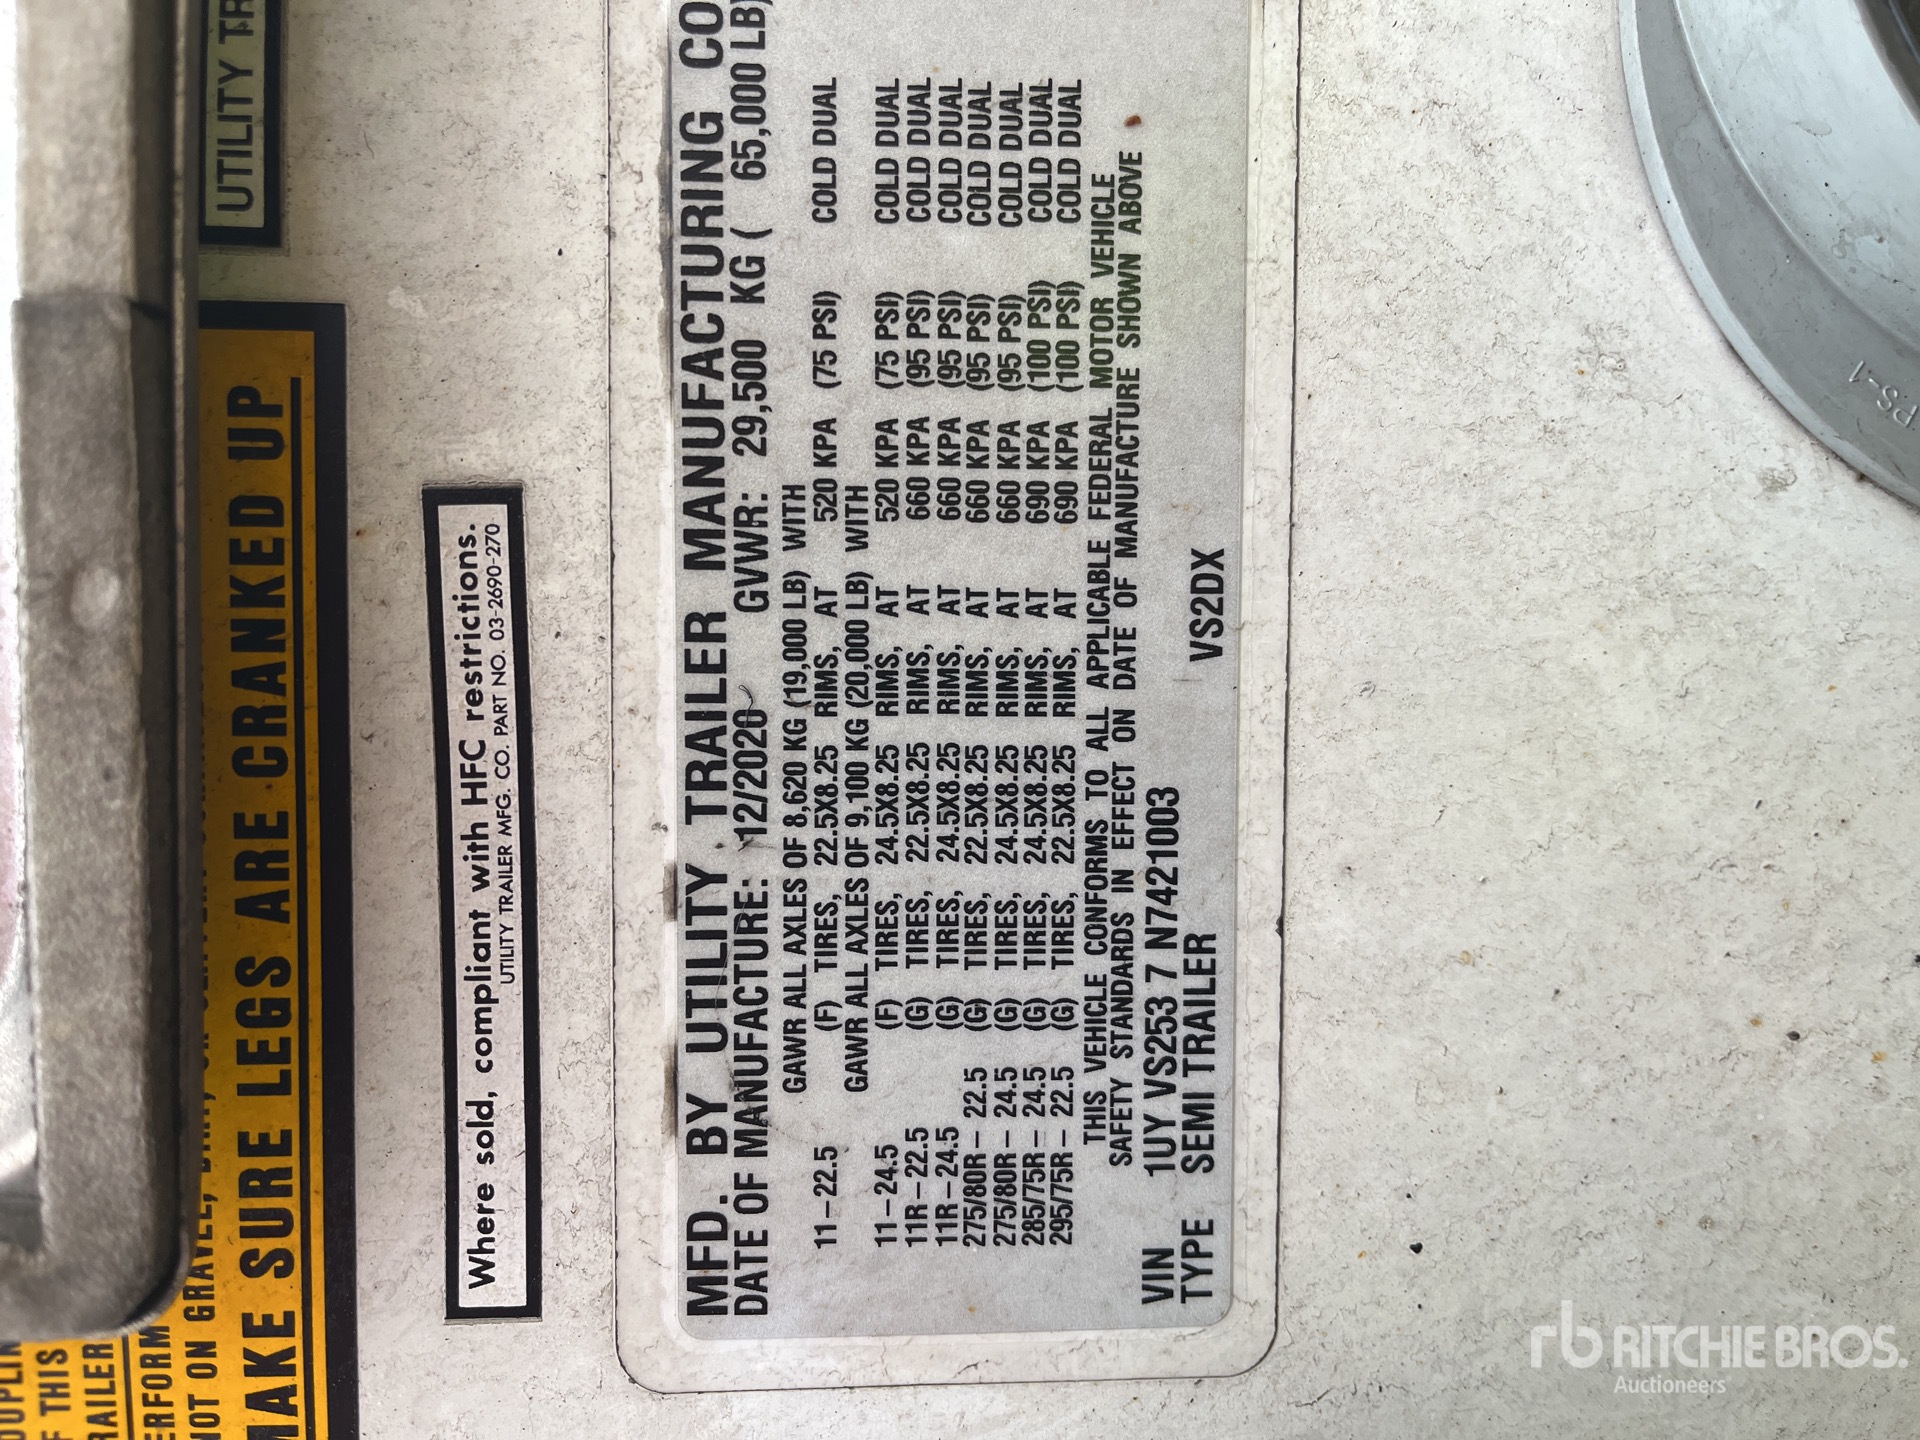 UTILITY TR
NOT ON GRAVEL,
MAKE SURE LEGS ARE CRANKED UP
Where sold, compliant with HFC restrictions.
UTILITY TRAILER MFG. CO. PART NO. 03-2690-270
MFD. BY UTILITY TRAILER MANUFACTURING CO
DATE OF MANUFACTURE: 12/2020 GVWR: 29,500 KG ( 65,000 LB)
GAWR ALL AXLES OF 8,620 KG (19,000 LB) WITH
11–22.5 (F) TIRES, 22.5X8.25 RIMS, AT 520 KPA (75 PSI) COLD DUAL
GAWR ALL AXLES OF 9,100 KG (20,000 LB) WITH
11–24.5 (F) TIRES, 24.5X8.25 RIMS, AT 520 KPA (75 PSI) COLD DUAL
11R–22.5 (G) TIRES, 22.5X8.25 RIMS, AT 660 KPA (95 PSI) COLD DUAL
11R–24.5 (G) TIRES, 24.5X8.25 RIMS, AT 660 KPA (95 PSI) COLD DUAL
275/80R–22.5 (G) TIRES, 22.5X8.25 RIMS, AT 660 KPA (95 PSI) COLD DUAL
275/80R–24.5 (G) TIRES, 24.5X8.25 RIMS, AT 660 KPA (95 PSI) COLD DUAL
285/75R–24.5 (G) TIRES, 24.5X8.25 RIMS, AT 690 KPA (100 PSI) COLD DUAL
295/75R–22.5 (G) TIRES, 22.5X8.25 RIMS, AT 690 KPA (100 PSI) COLD DUAL
THIS VEHICLE CONFORMS TO ALL APPLICABLE FEDERAL MOTOR VEHICLE
SAFETY STANDARDS IN EFFECT ON DATE OF MANUFACTURE SHOWN ABOVE
VIN 1UY VS253 7 N7421003
TYPE SEMI TRAILER VS2DX
PS-1
rb RITCHIE BROS.
Auctioneers